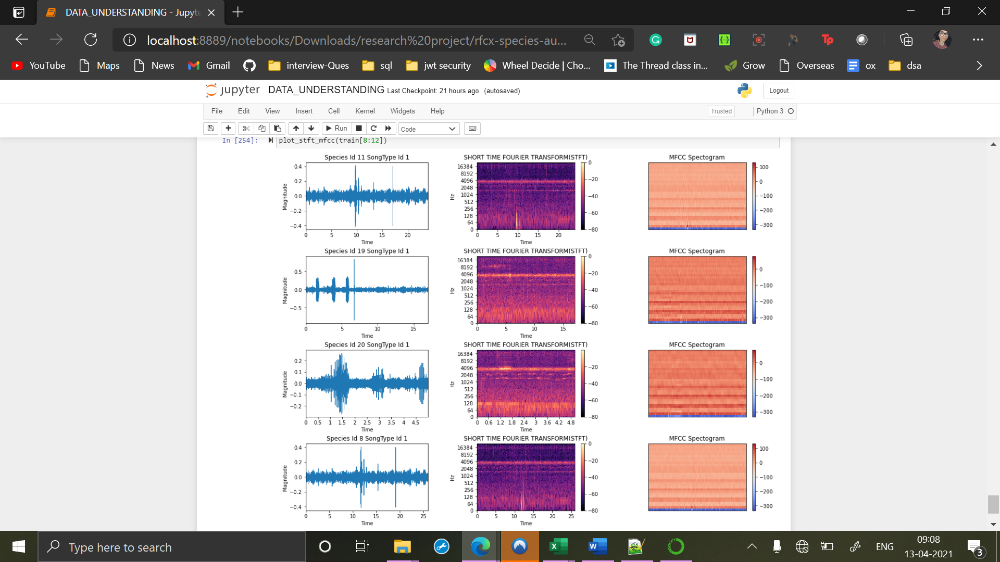 DATA_UNDERSTANDING - Jupyte
localhost:8889/notebooks/Downloads/research%20project/rfcx-species-au...
YouTube Maps News Gmail interview-Ques sql jwt security Wheel Decide | Cho... The Thread class in... Grow Overseas ox dsa
jupyter DATA_UNDERSTANDING Last Checkpoint: 21 hours ago (autosaved) Logout
File Edit View Insert Cell Kernel Widgets Help Trusted Python 3
Run Code
In [254]: plot_stft_mfcc(train[8:12])
Species Id 11 SongType Id 1
0.4
0.2
0.0
−0.2
−0.4
Magnitude
0 5 10 15 20
Time
SHORT TIME FOURIER TRANSFORM(STFT)
16384
8192
4096
2048
1024
512
256
128
64
0
Hz
0 5 10 15 20
Time
0
−20
−40
−60
−80
MFCC Spectogram
100
0
−100
−200
−300
Species Id 19 SongType Id 1
0.5
0.0
−0.5
Magnitude
0 5 10 15
Time
SHORT TIME FOURIER TRANSFORM(STFT)
16384
8192
4096
2048
1024
512
256
128
64
0
Hz
0 5 10 15
Time
0
−20
−40
−60
−80
MFCC Spectogram
0
−100
−200
−300
Species Id 20 SongType Id 1
0.2
0.1
0.0
−0.1
−0.2
Magnitude
0 0.5 1 1.5 2 2.5 3 3.5 4 4.5
Time
SHORT TIME FOURIER TRANSFORM(STFT)
16384
8192
4096
2048
1024
512
256
128
64
0
Hz
0 0.6 1.2 1.8 2.4 3 3.6 4.2 4.8
Time
−20
−40
−60
−80
MFCC Spectogram
0
−100
−200
−300
Species Id 8 SongType Id 1
0.4
0.2
0.0
−0.2
−0.4
Magnitude
0 5 10 15 20 25
Time
SHORT TIME FOURIER TRANSFORM(STFT)
16384
8192
4096
2048
1024
512
256
128
64
0
Hz
0 5 10 15 20 25
Time
0
−20
−40
−60
−80
MFCC Spectogram
100
0
−100
−200
−300
Type here to search
ENG
09:08
13-04-2021
3